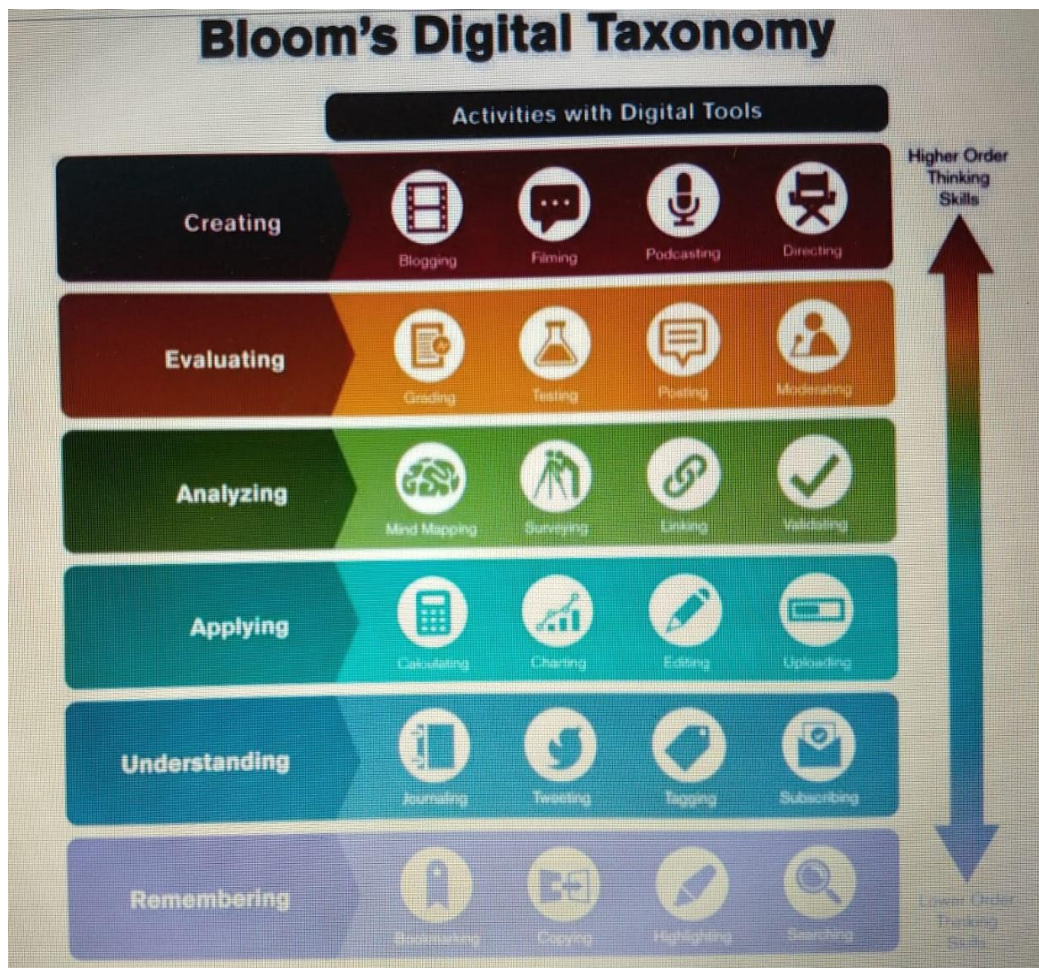 Bloom's Digital Taxonomy
Activities with Digital Tools
Higher Order
Thinking
Skills
Creating
Blogging
Filming
Podcasting
Directing
Evaluating
Grading
Testing
Posting
Moderating
Analyzing
Mind Mapping
Surveying
Linking
Validating
Applying
Calculating
Charting
Editing
Uploading
Understanding
Journaling
Tweeting
Tagging
Subscribing
Remembering
Bookmarking
Copying
Highlighting
Searching
Lower Order
Thinking
Skills